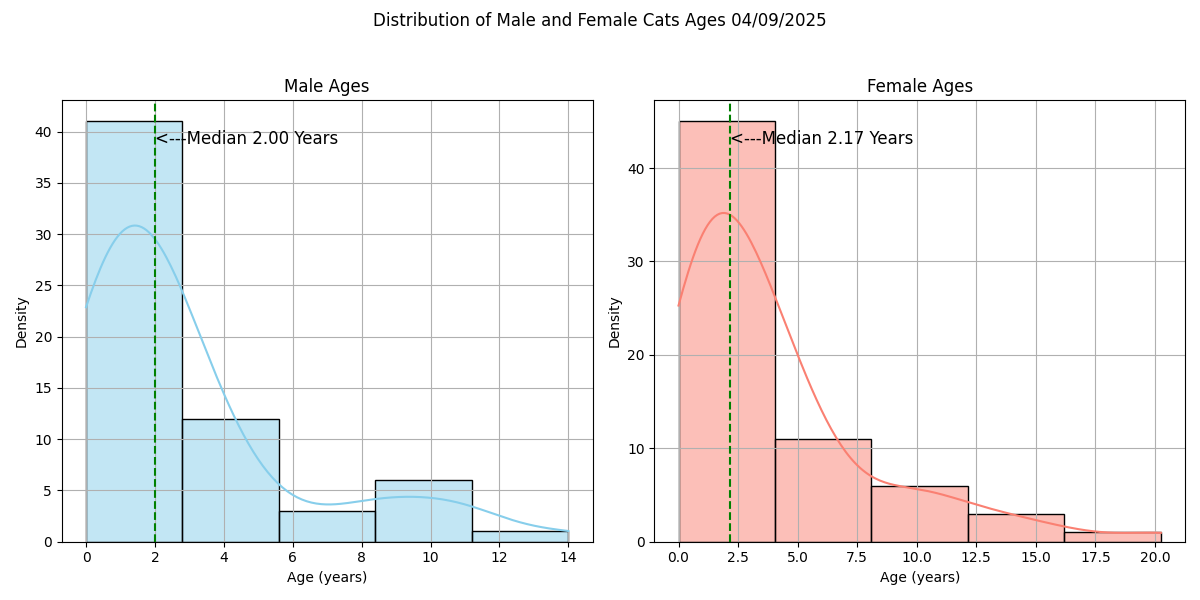 Distribution of Male and Female Cats Ages 04/09/2025
Male Ages
<---Median 2.00 Years
Density
40
35
30
25
20
15
10
5
0
0 2 4 6 8 10 12 14
Age (years)
Female Ages
<---Median 2.17 Years
Density
40
30
20
10
0
0.0 2.5 5.0 7.5 10.0 12.5 15.0 17.5 20.0
Age (years)